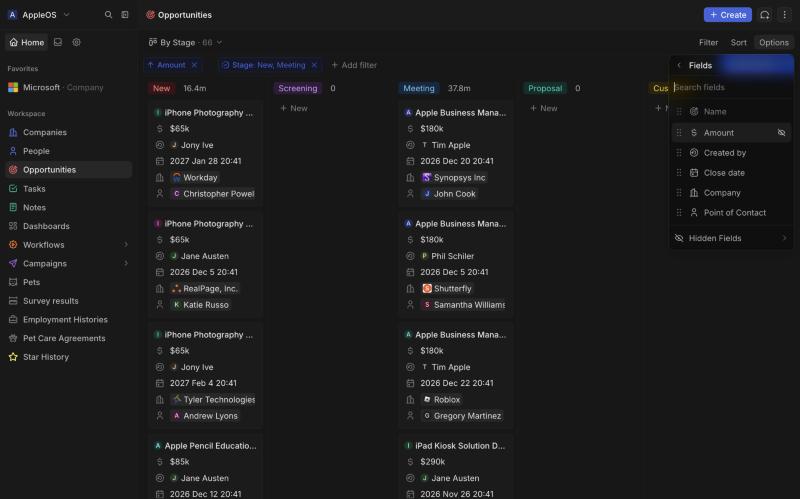 A AppleOS
Opportunities
+ Create
Home
By Stage · 66
Filter
Sort
Options
Favorites
Microsoft · Company
Workspace
Companies
People
Opportunities
Tasks
Notes
Dashboards
Workflows
Campaigns
Pets
Survey results
Employment Histories
Pet Care Agreements
Star History
Amount
Stage: New, Meeting
+ Add filter
New 16.4m
I iPhone Photography ...
$65k
J Jony Ive
2027 Jan 28 20:41
Workday
C Christopher Powel
I iPhone Photography ...
$65k
J Jane Austen
2026 Dec 5 20:41
RealPage, Inc.
K Katie Russo
I iPhone Photography ...
$65k
J Jony Ive
2027 Feb 4 20:41
Tyler Technologies
A Andrew Lyons
A Apple Pencil Educatio...
$85k
J Jane Austen
2026 Dec 12 20:41
Screening 0
+ New
Meeting 37.8m
A Apple Business Mana...
$180k
T Tim Apple
2026 Dec 20 20:41
Synopsys Inc
J John Cook
A Apple Business Mana...
$180k
P Phil Schiler
2026 Dec 5 20:41
Shutterfly
S Samantha Williams
A Apple Business Mana...
$180k
T Tim Apple
2026 Dec 22 20:41
Roblox
G Gregory Martinez
I iPad Kiosk Solution D...
$290k
J Jane Austen
2026 Nov 26 20:41
Proposal 0
+ New
Cus
+ N
Fields
Search fields
Name
Amount
Created by
Close date
Company
Point of Contact
Hidden Fields